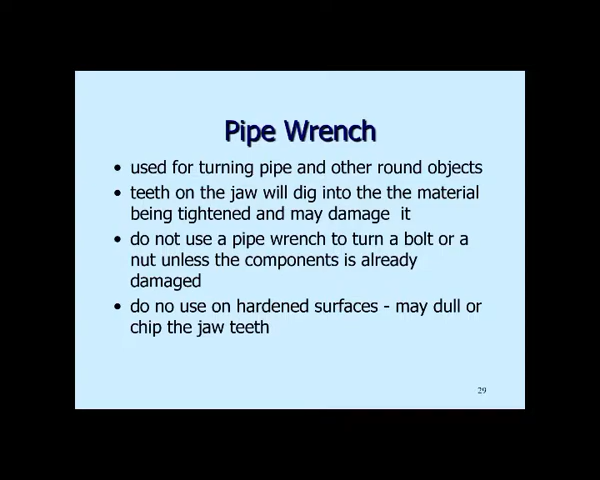 Pipe Wrench
• used for turning pipe and other round objects
• teeth on the jaw will dig into the the material
being tightened and may damage it
• do not use a pipe wrench to turn a bolt or a
nut unless the components is already
damaged
• do no use on hardened surfaces - may dull or
chip the jaw teeth
29